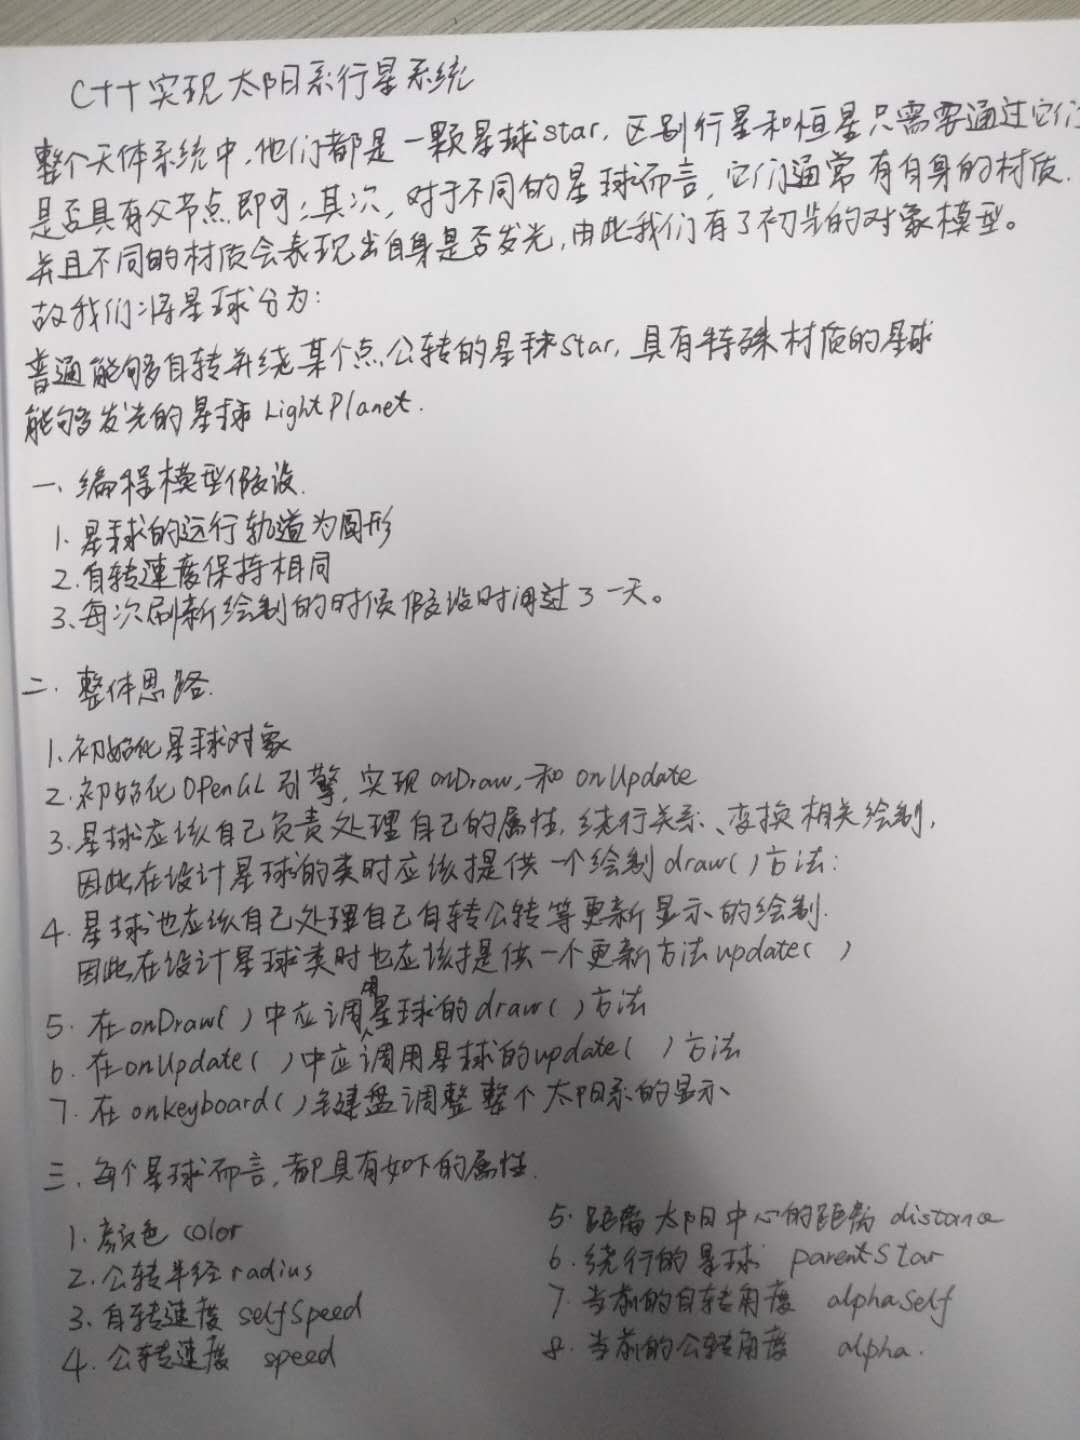 C++实现太阳系行星系统
整个天体系统中,他们都是一颗星球star,区别行星和恒星只需要通过它们
是否具有父节点即可;其次,对于不同的星球而言,它们通常有自身的材质.
并且不同的材质会表现出自身是否发光,由此我们有了初步的对象模型。
故我们将星球分为:
普通能够自转并绕某个点公转的星球star,具有特殊材质的星球
能够发光的星球 LightPlanet.
一、编程模型假设.
1.星球的运行轨道为圆形
2.自转速度保持相同
3、每次刷新绘制的时候假设时间过了一天。
二.整体思路.
1.初始化星球对象
2.初始化OPenGL引擎,实现onDraw,和onUpdate
3.星球应该自己负责处理自己的属性,绕行关系、变换相关绘制,
因此在设计星球的类时应该提供一个绘制draw()方法:
4.星球也应该自己处理自己自转公转等更新显示的绘制.
因此在设计星球类时也应该提供一个更新方法update( )
5.在onDraw()中应调用星球的draw()方法
6.在onUpdate( )中应调用星球的update( )方法
7.在onkeyboard()键盘调整整个太阳系的显示
三.每个星球而言,都具有如下的属性.
1.颜色 color
2.公转半径radius
3.自转速度 selfSpeed
4.公转速度 speed
5.距离太阳中心的距离 distance
6.绕行的星球 parentStar
7.当前的自转角度 alphaSelf
8.当前的公转角度 alpha.